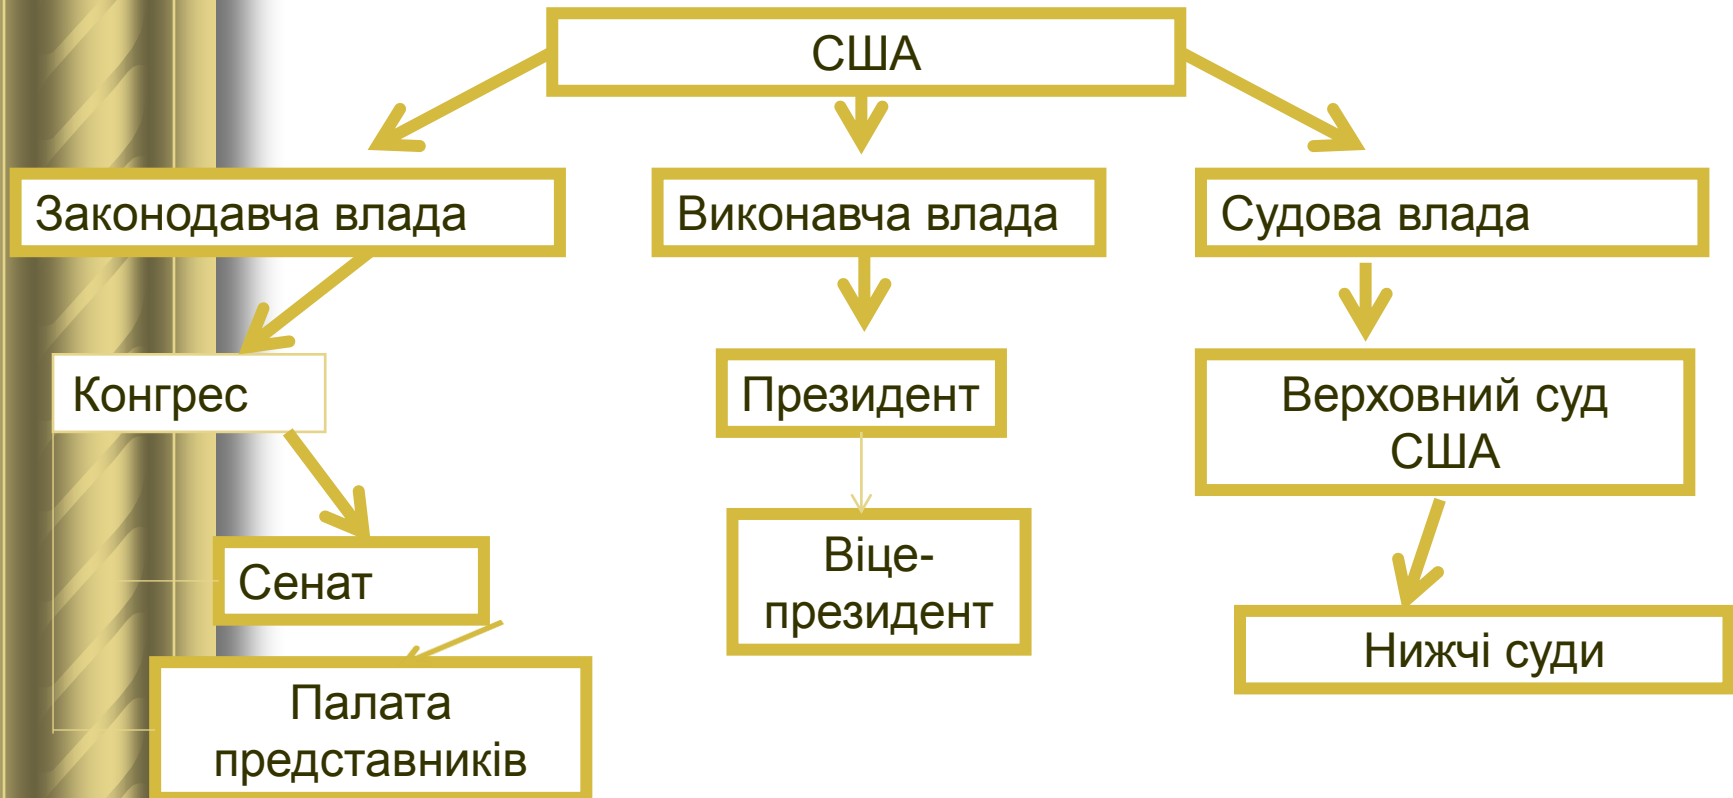 США
Законодавча влада
Виконавча влада
Судова влада
Конгрес
Президент
Верховний суд
США
Сенат
Віце-
президент
Нижчі суди
Палата
представників